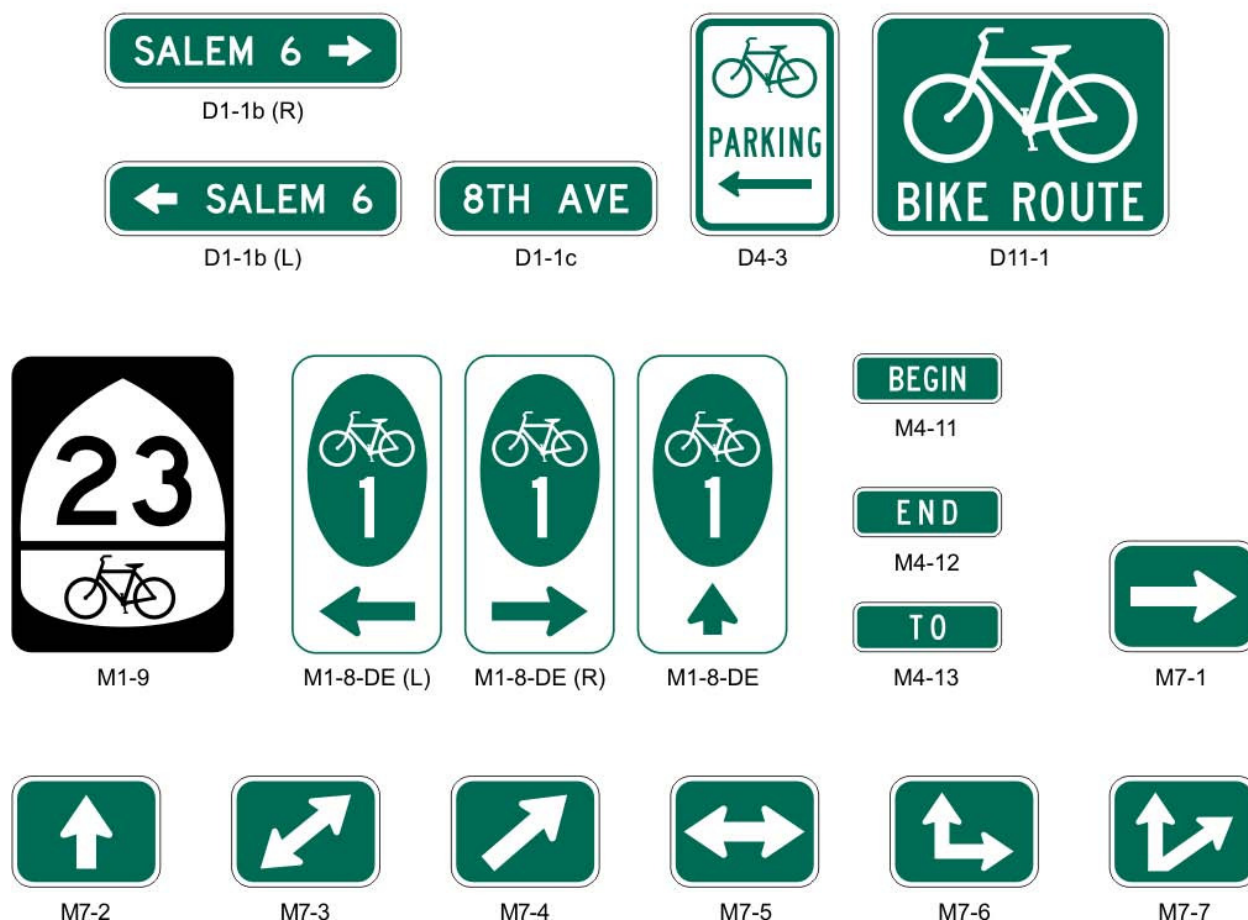 SALEM 6
D1-1b (R)
SALEM 6
D1-1b (L)
8TH AVE
D1-1c
PARKING
D4-3
BIKE ROUTE
D11-1
23
M1-9
1
M1-8-DE (L)
1
M1-8-DE (R)
1
M1-8-DE
BEGIN
M4-11
END
M4-12
TO
M4-13
M7-1
M7-2
M7-3
M7-4
M7-5
M7-6
M7-7